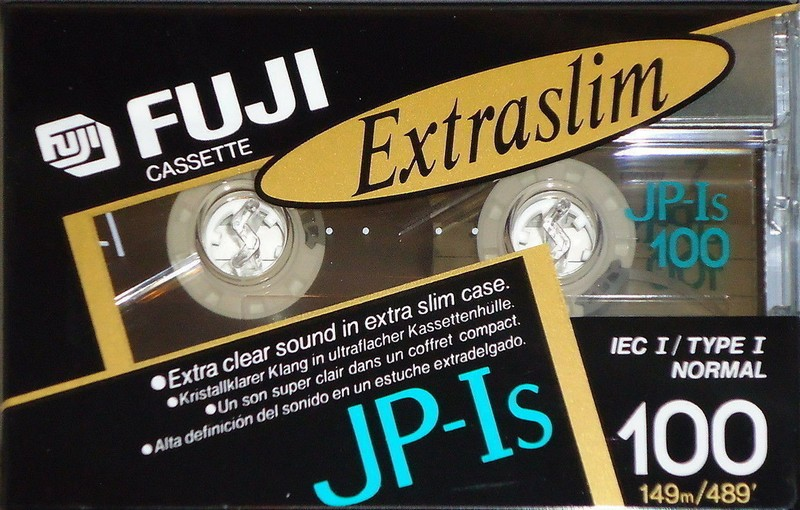 FUJI
FUJI
CASSETTE
Extraslim
JP-Is
100
•Extra clear sound in extra slim case.
•Kristallklarer Klang in ultraflacher Kassettenhülle.
•Un son super clair dans un coffret compact.
•Alta definición del sonido en un estuche extradelgado.
JP-Is
IEC I/TYPE I
NORMAL
100
149m/489'